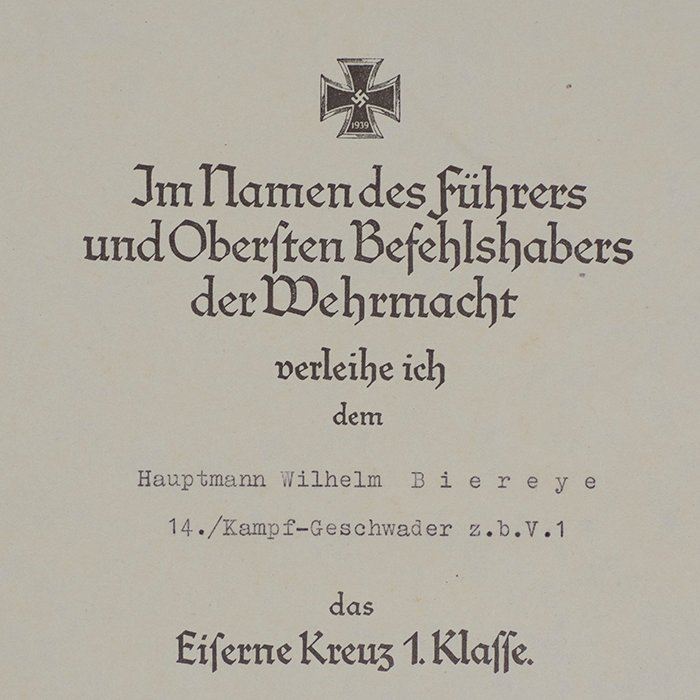 1939
Im Namen des Führers
und Oberſten Befehlshabers
der Wehrmacht
verleihe ich
dem
Hauptmann Wilhelm B i e r e y e
14./Kampf-Geschwader z.b.V.1
das
Eiſerne Kreuz 1. Klaſſe.